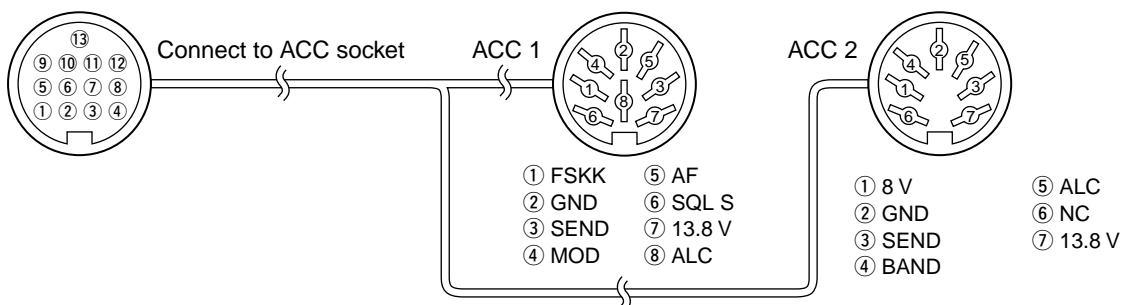 Connect to ACC socket
ACC 1
ACC 2
⑬
⑨ ⑩ ⑪ ⑫
⑤ ⑥ ⑦ ⑧
① ② ③ ④
②
④ ⑤
① ⑧ ③
⑥ ⑦
②
④ ⑤
① ③
⑥ ⑦
① FSKK ⑤ AF
② GND ⑥ SQL S
③ SEND ⑦ 13.8 V
④ MOD ⑧ ALC
① 8 V ⑤ ALC
② GND ⑥ NC
③ SEND ⑦ 13.8 V
④ BAND